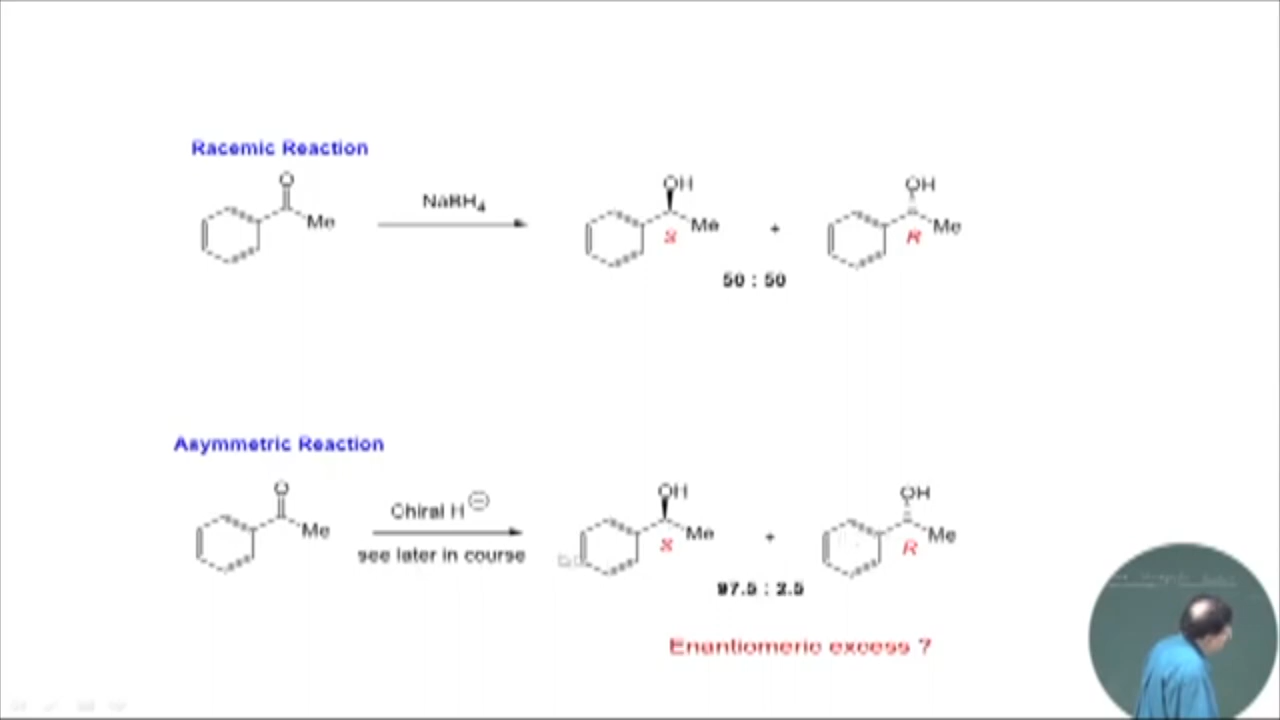 Racemic Reaction
O
Me
NaBH4
OH
Me
S
+
OH
Me
R
50 : 50
Asymmetric Reaction
O
Me
Chiral H ⊖
see later in course
OH
Me
S
+
OH
Me
R
97.5 : 2.5
Enantiomeric excess ?